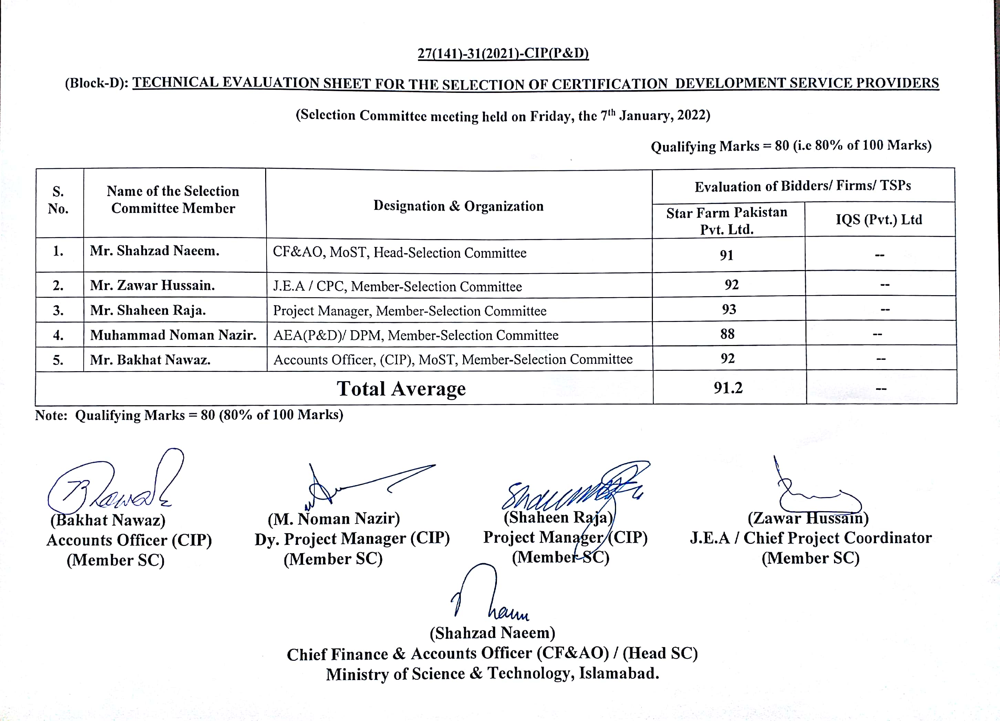 27(141)-31(2021)-CIP(P&D)
(Block-D): TECHNICAL EVALUATION SHEET FOR THE SELECTION OF CERTIFICATION DEVELOPMENT SERVICE PROVIDERS
(Selection Committee meeting held on Friday, the 7th January, 2022)
Qualifying Marks = 80 (i.e 80% of 100 Marks)
S. No. Name of the Selection Committee Member Designation & Organization Evaluation of Bidders/ Firms/ TSPs
Star Farm Pakistan Pvt. Ltd. IQS (Pvt.) Ltd
1. Mr. Shahzad Naeem. CF&AO, MoST, Head-Selection Committee 91 --
2. Mr. Zawar Hussain. J.E.A / CPC, Member-Selection Committee 92 --
3. Mr. Shaheen Raja. Project Manager, Member-Selection Committee 93 --
4. Muhammad Noman Nazir. AEA(P&D)/ DPM, Member-Selection Committee 88 --
5. Mr. Bakhat Nawaz. Accounts Officer, (CIP), MoST, Member-Selection Committee 92 --
Total Average 91.2 --
Note: Qualifying Marks = 80 (80% of 100 Marks)
(Bakhat Nawaz) (M. Noman Nazir) (Shaheen Raja) (Zawar Hussain)
Accounts Officer (CIP) Dy. Project Manager (CIP) Project Manager (CIP) J.E.A / Chief Project Coordinator
(Member SC) (Member SC) (Member SC) (Member SC)
(Shahzad Naeem)
Chief Finance & Accounts Officer (CF&AO) / (Head SC)
Ministry of Science & Technology, Islamabad.